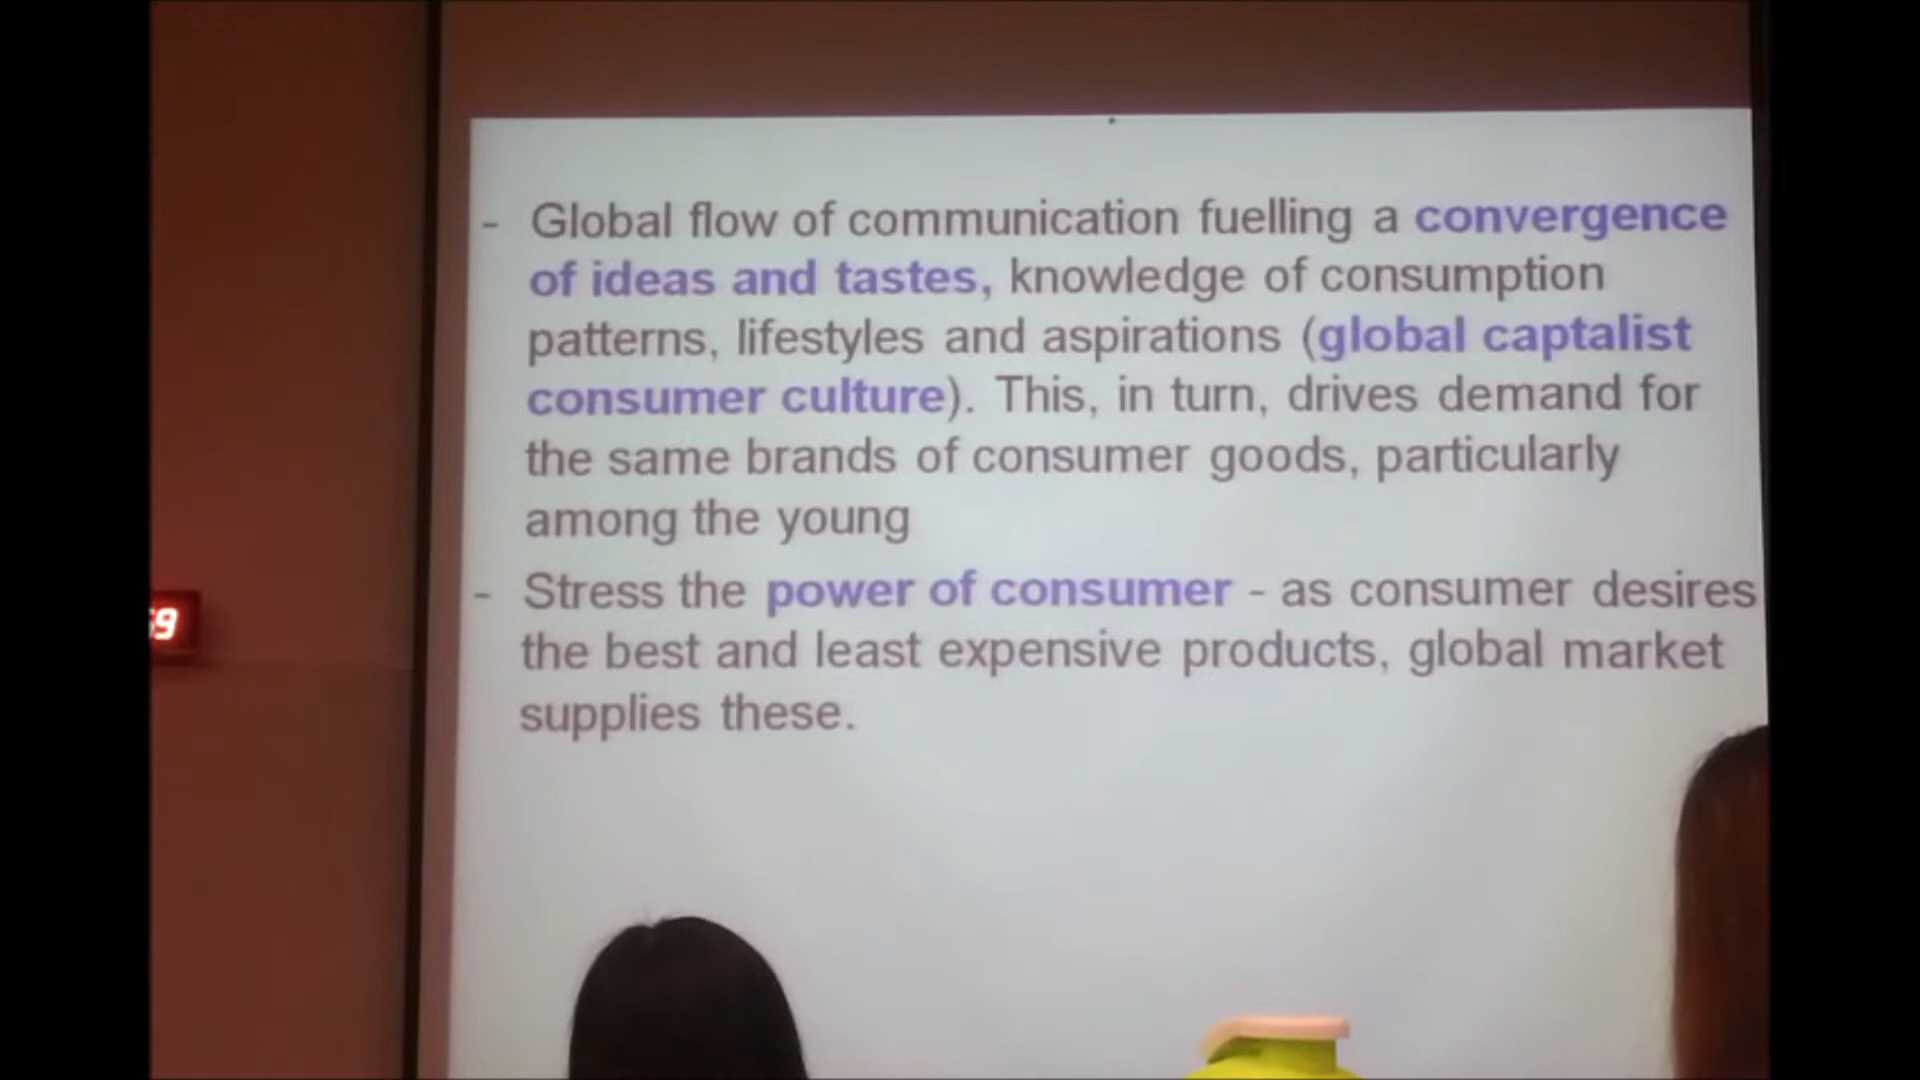 - Global flow of communication fuelling a convergence
of ideas and tastes, knowledge of consumption
patterns, lifestyles and aspirations (global captalist
consumer culture). This, in turn, drives demand for
the same brands of consumer goods, particularly
among the young
- Stress the power of consumer - as consumer desires
the best and least expensive products, global market
supplies these.
9